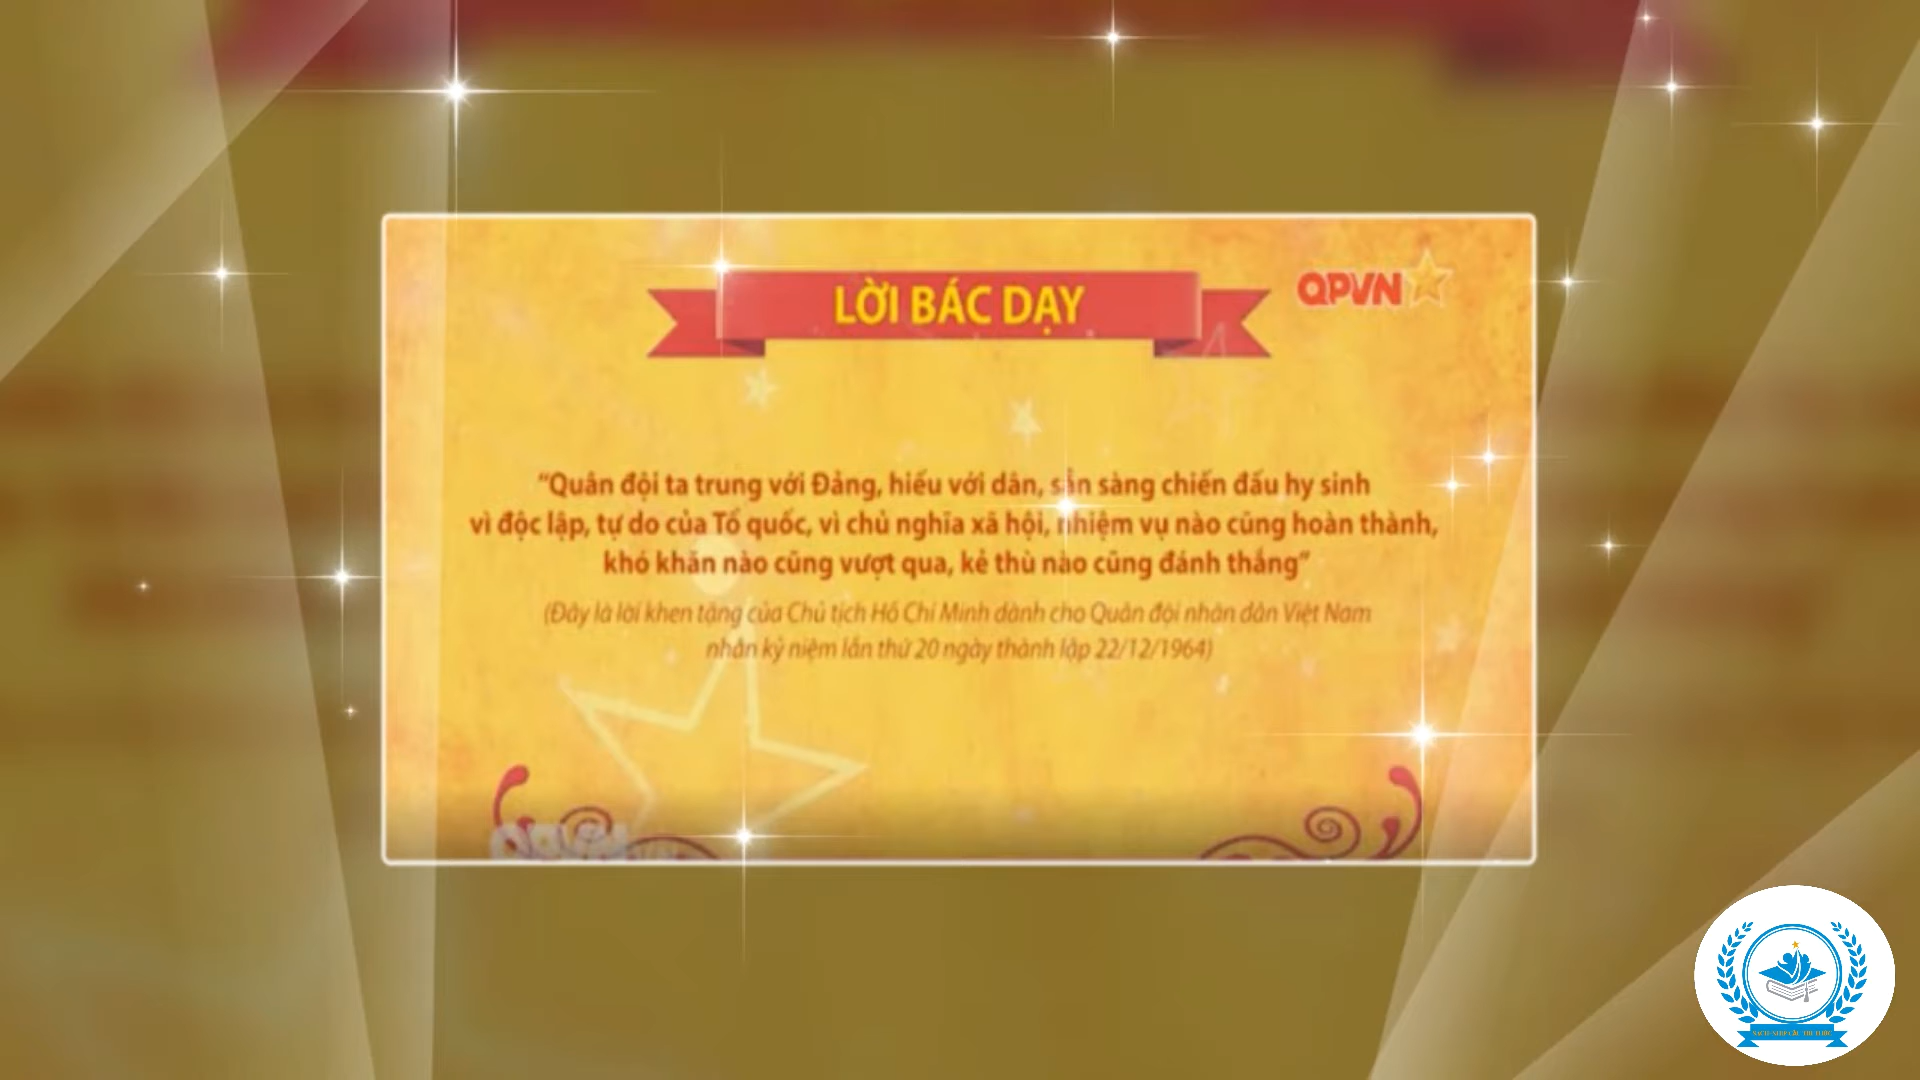 LỜI BÁC DẠY
QPVN
“Quân đội ta trung với Đảng, hiếu với dân, sẵn sàng chiến đấu hy sinh
vì độc lập, tự do của Tổ quốc, vì chủ nghĩa xã hội, nhiệm vụ nào cũng hoàn thành,
khó khăn nào cũng vượt qua, kẻ thù nào cũng đánh thắng”
(Đây là lời khen tặng của Chủ tịch Hồ Chí Minh dành cho Quân đội nhân dân Việt Nam
nhân kỷ niệm lần thứ 20 ngày thành lập 22/12/1964)
QPVN